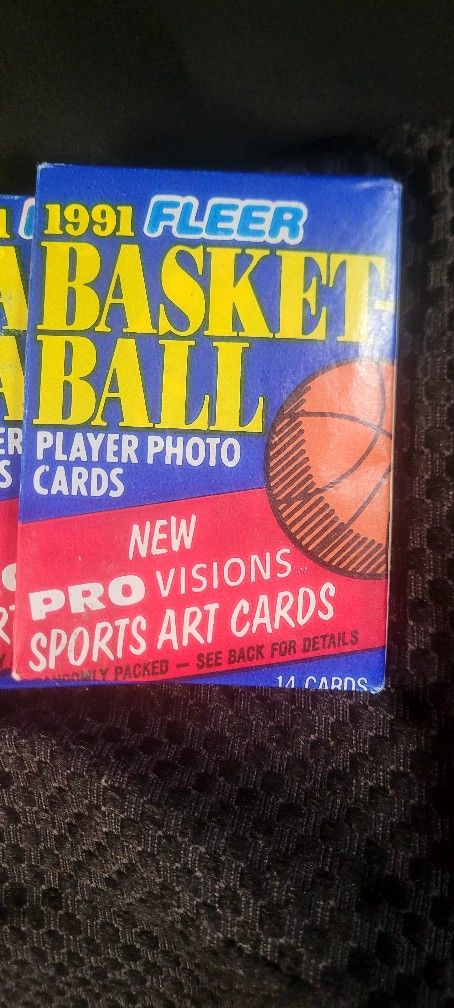 1991 FLEER
BASKET-
BALL
PLAYER PHOTO
CARDS
NEW
PRO VISIONS
SPORTS ART CARDS
RANDOMLY PACKED — SEE BACK FOR DETAILS
14 CARDS